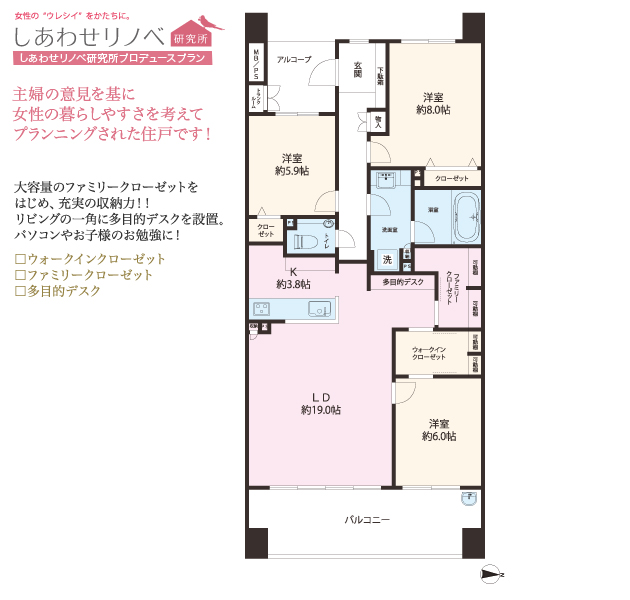 女性の“ウレシイ”をかたちに。
しあわせリノベ研究所
しあわせリノベ研究所プロデュースプラン
主婦の意見を基に
女性の暮らしやすさを考えて
プランニングされた住戸です！
大容量のファミリークローゼットを
はじめ、充実の収納力！！
リビングの一角に多目的デスクを設置。
パソコンやお子様のお勉強に！
□ウォークインクローゼット
□ファミリークローゼット
□多目的デスク
MB／PS
アルコープ
玄関
下駄箱
トランクルーム
物入
洋室
約8.0帖
洋室
約5.9帖
クローゼット
クロー
ゼット
トイレ
洗面室
浴室
洗
PS
K
約3.8帖
多目的デスク
ファミリー
クローゼット
可動棚
可動棚
ウォークイン
クローゼット
可動棚
可動棚
LD
約19.0帖
洋室
約6.0帖
バルコニー
N